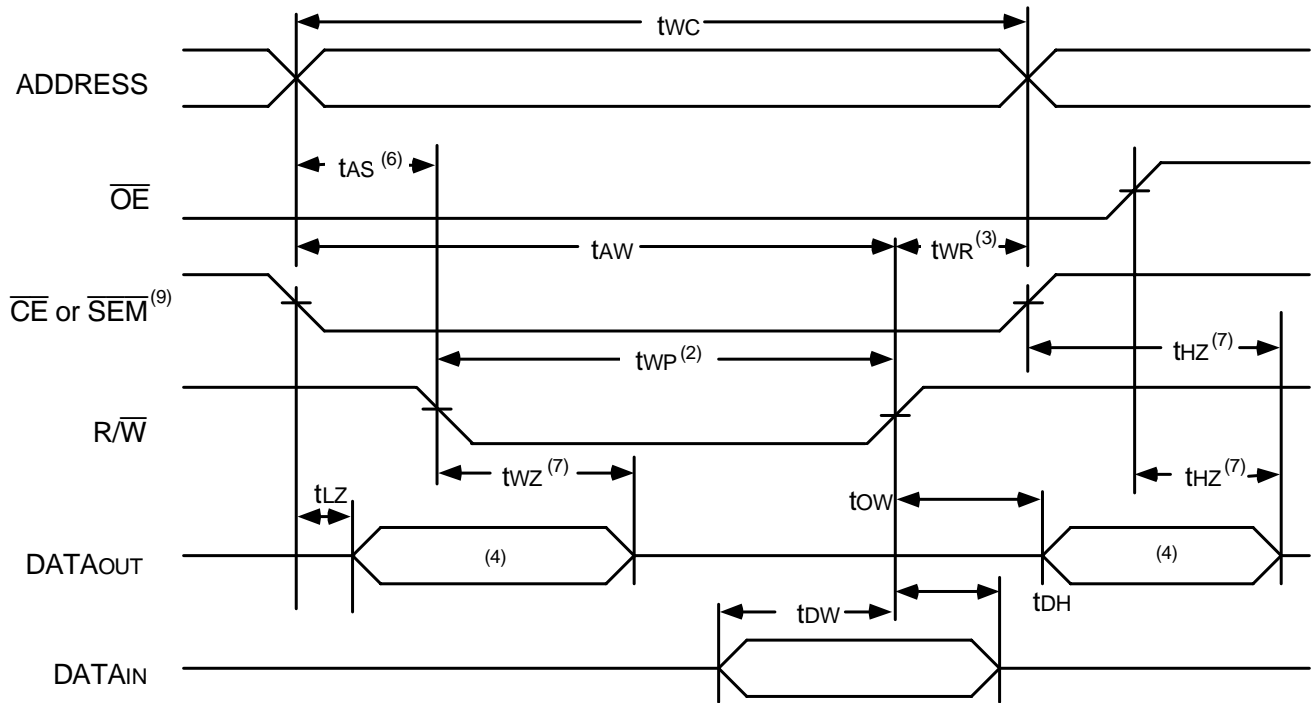 tWC
ADDRESS
tAS (6)
OE
tAW
tWR (3)
CE or SEM (9)
tWP (2)
tHZ (7)
R/W
tWZ (7)
tHZ (7)
tLZ
tOW
DATAOUT
(4)
(4)
tDW
tDH
DATAIN